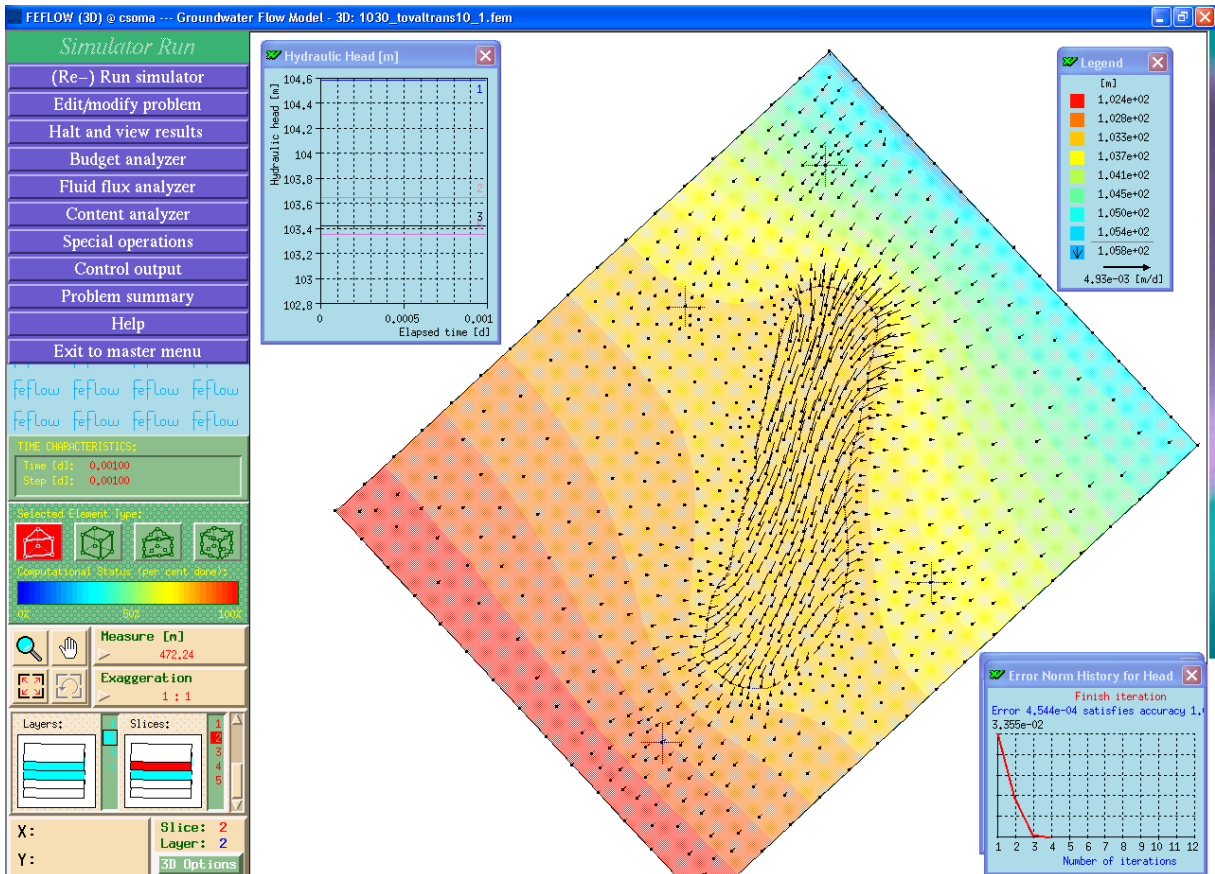 FEFLOW (3D) @ csoma --- Groundwater Flow Model - 3D: 1030_tovaltrans10_1.fem
Simulator Run
(Re-) Run simulator
Edit/modify problem
Halt and view results
Budget analyzer
Fluid flux analyzer
Content analyzer
Special operations
Control output
Problem summary
Help
Exit to master menu
feflow feflow feflow feflow
feflow feflow feflow feflow
TIME CHARACTERISTICS:
Time [d]: 0.00100
Step [d]: 0.00100
Selected Element Type:
Computational Status (per cent done):
0% 50% 100%
Measure [m]
472.24
Exaggeration
1 : 1
Layers:
Slices:
1
2
3
4
5
X:
Y:
Slice: 2
Layer: 2
3D Options
Hydraulic Head [m]
Hydraulic head [m]
104.6
104.4
104.2
104
103.8
103.6
103.4
103.2
103
102.8
1
2
3
0 0.0005 0.001
Elapsed time [d]
Legend
[m]
1.024e+02
1.028e+02
1.033e+02
1.037e+02
1.041e+02
1.045e+02
1.050e+02
1.054e+02
1.058e+02
4.93e-03 [m/d]
Error Norm History for Head
Finish iteration
Error 4.544e-04 satisfies accuracy 1.
3.355e-02
1 2 3 4 5 6 7 8 9 10 11 12
Number of iterations